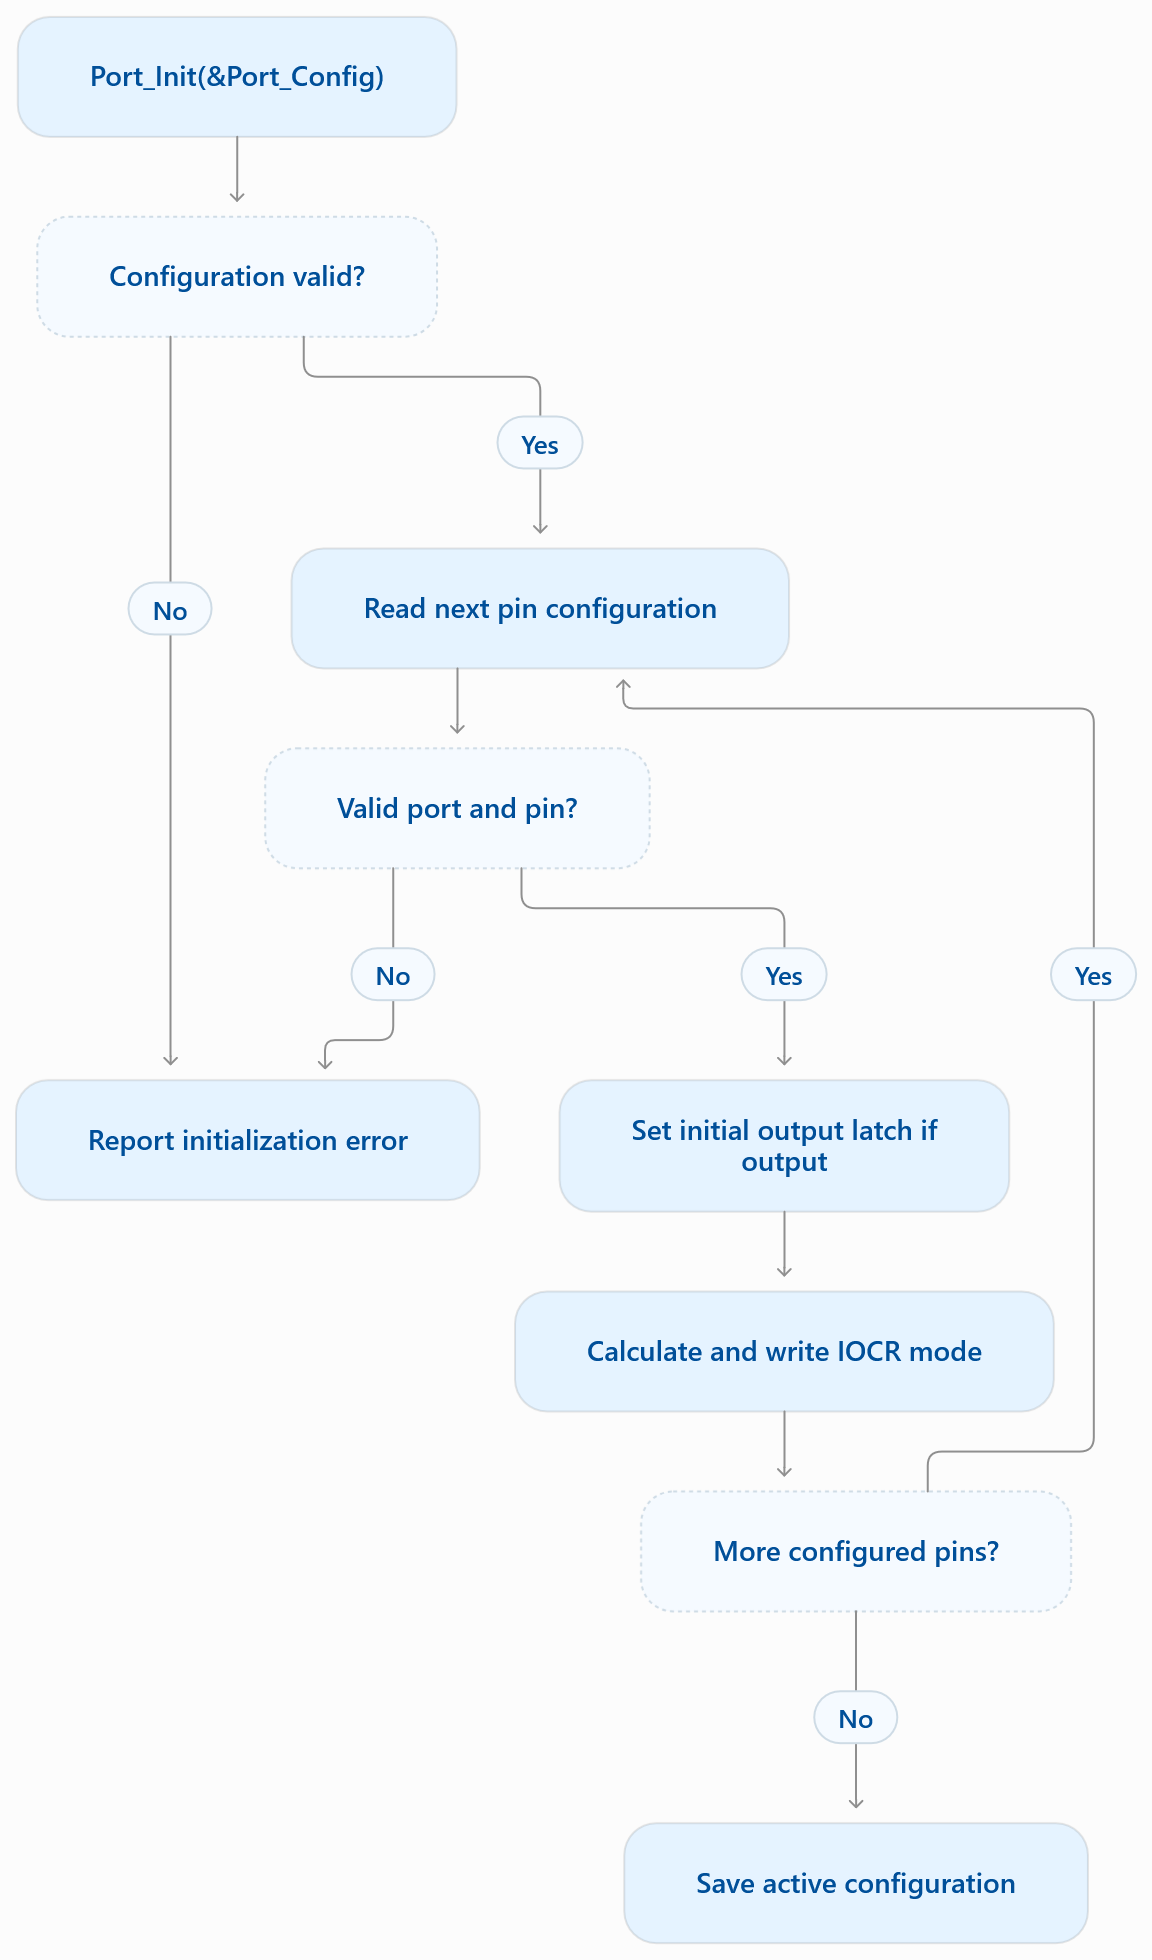 Port_Init(&Port_Config)
Configuration valid?
Yes
No
Read next pin configuration
Valid port and pin?
No
Yes
Yes
Report initialization error
Set initial output latch if
output
Calculate and write IOCR mode
More configured pins?
No
Save active configuration